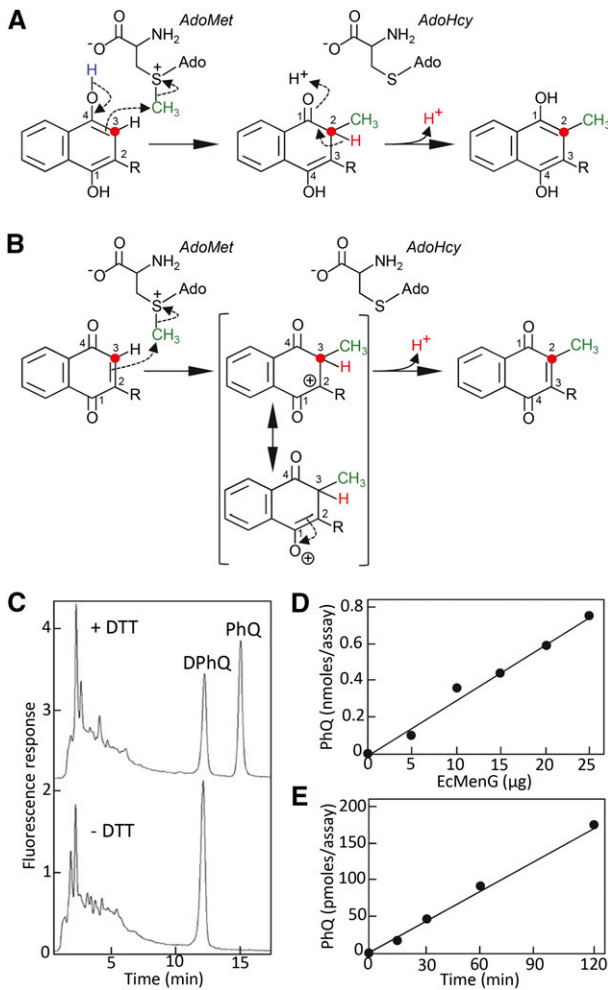 A
AdoMet
AdoHcy
O
-O
NH2
S+
Ado
CH3
H
O
4
3
H
2
R
1
OH
O
-O
NH2
S
Ado
H+
O
1
2
CH3
H
3
R
4
OH
H+
OH
1
2
CH3
3
R
4
OH
B
AdoMet
AdoHcy
O
-O
NH2
S+
Ado
CH3
O
4
3
H
2
R
1
O
O
-O
NH2
S
Ado
O
4
3
CH3
H
2
+
R
1
O
O
4
3
CH3
H
2
R
1
O
+
H+
O
1
2
CH3
3
R
4
O
C
Fluorescence response
4
3
2
1
0
+ DTT
DPhQ
PhQ
- DTT
5
10
15
Time (min)
D
PhQ (nmoles/assay)
0.8
0.6
0.4
0.2
0
0
5
10
15
20
25
EcMenG (µg)
E
PhQ (pmoles/assay)
200
150
100
50
0
0
30
60
90
120
Time (min)